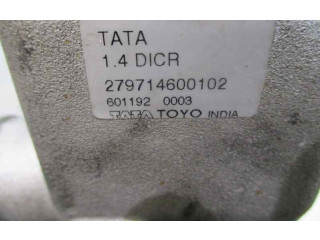 TATA
1.4 DICR
279714600102
601192 0003
TATA TOYO INDIA